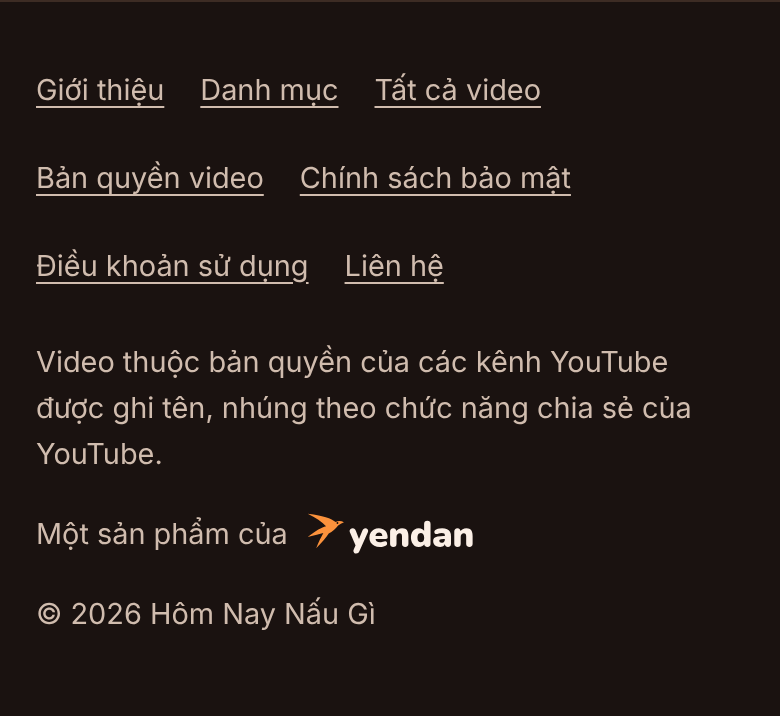 Giới thiệu Danh mục Tất cả video
Bản quyền video Chính sách bảo mật
Điều khoản sử dụng Liên hệ
Video thuộc bản quyền của các kênh YouTube
được ghi tên, nhúng theo chức năng chia sẻ của
YouTube.
Một sản phẩm của yendan
© 2026 Hôm Nay Nấu Gì